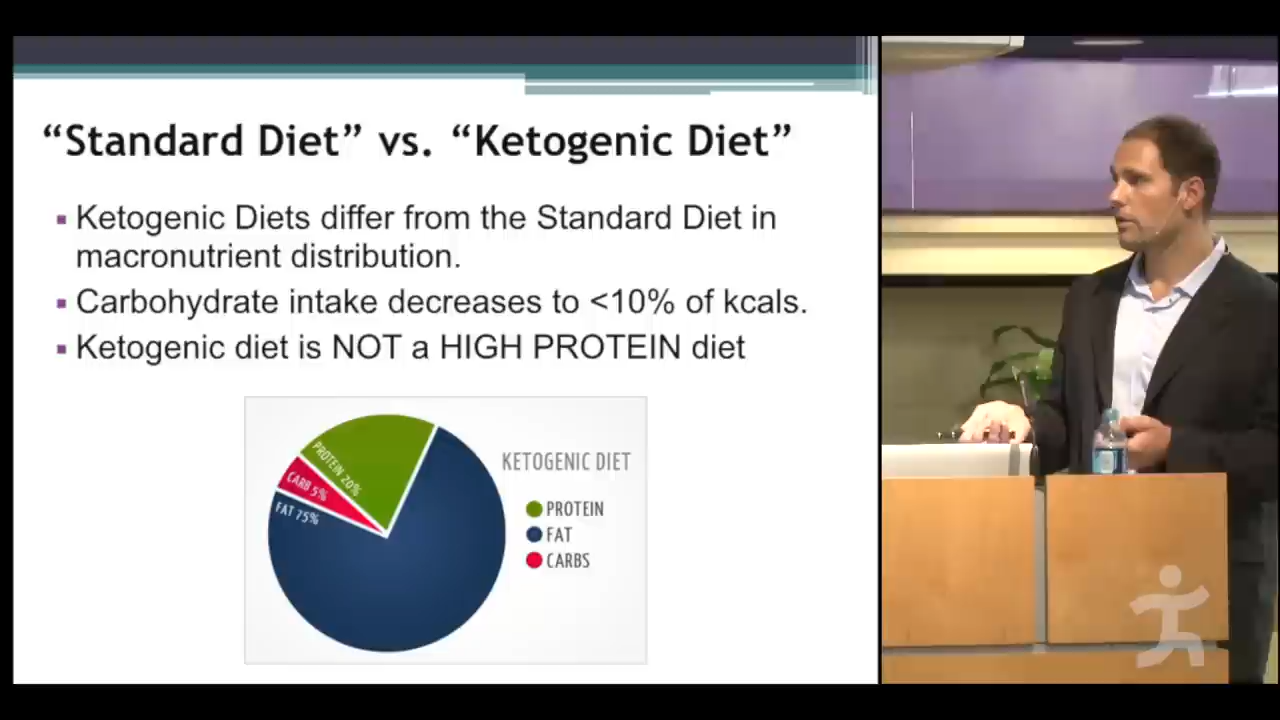 “Standard Diet” vs. “Ketogenic Diet”
▪ Ketogenic Diets differ from the Standard Diet in
macronutrient distribution.
▪ Carbohydrate intake decreases to <10% of kcals.
▪ Ketogenic diet is NOT a HIGH PROTEIN diet
PROTEIN 20%
CARB 5%
FAT 75%
KETOGENIC DIET
PROTEIN
FAT
CARBS